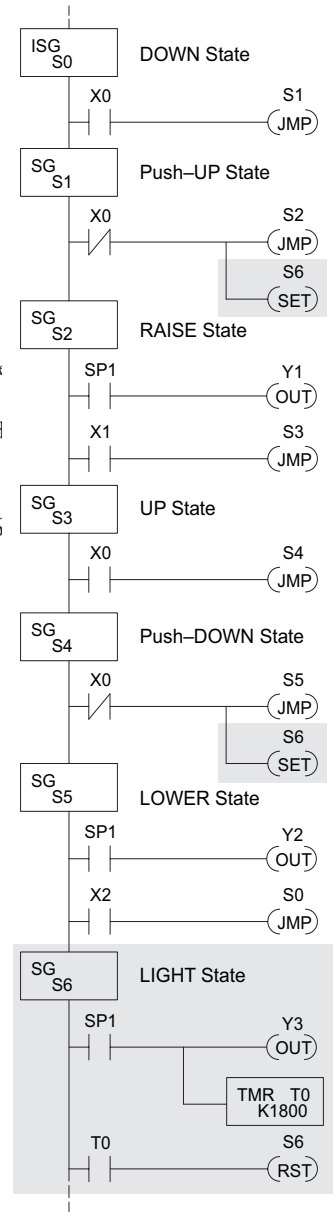 ISG
S0
DOWN State
X0 S1
JMP
SG
S1
Push–UP State
X0 S2
JMP
S6
SET
SG
S2
RAISE State
SP1 Y1
OUT
X1 S3
JMP
SG
S3
UP State
X0 S4
JMP
SG
S4
Push–DOWN State
X0 S5
JMP
S6
SET
SG
S5
LOWER State
SP1 Y2
OUT
X2 S0
JMP
SG
S6
LIGHT State
SP1 Y3
OUT
TMR T0
K1800
T0 S6
RST